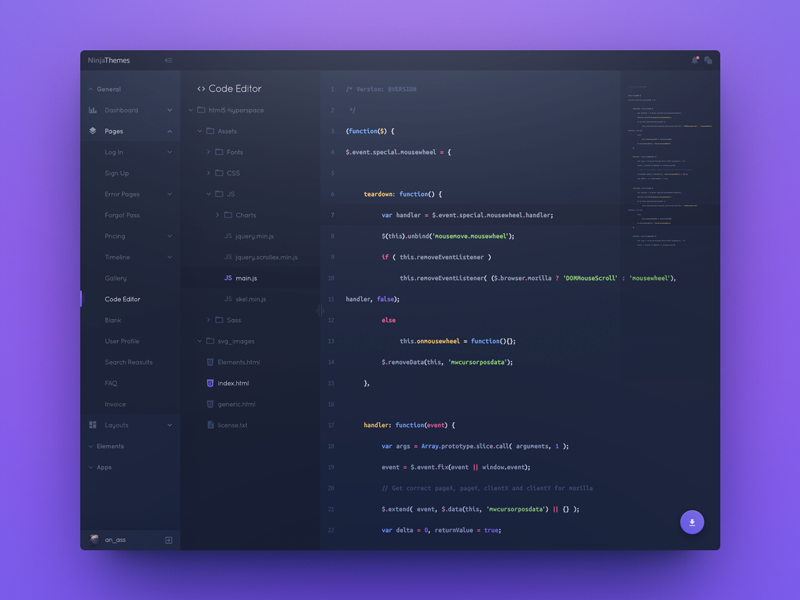 NinjaThemes
General
Dashboard
Pages
Log In
Sign Up
Error Pages
Forgot Pass
Pricing
Timeline
Gallery
Code Editor
Blank
User Profile
Search Reasults
FAQ
Invoice
Layouts
Elements
Apps
on_ass
<> Code Editor
html5 hyperspace
Assets
Fonts
CSS
JS
Charts
JS jquery.min.js
JS jquery.scrollex.min.js
JS main.js
JS skel.min.js
Sass
svg_images
Elements.html
index.html
generic.html
license.txt
1 /* Version: @VERSION
2 */
3 (function($) {
4 $.event.special.mousewheel = {
5
6 teardown: function() {
7 var handler = $.event.special.mousewheel.handler;
8 $(this).unbind('mousemove.mousewheel');
9 if ( this.removeEventListener )
10 this.removeEventListener( ($.browser.mozilla ? 'DOMMouseScroll' : 'mousewheel'),
11 handler, false);
12 else
13 this.onmousewheel = function(){};
14 $.removeData(this, 'mwcursorposdata');
15 },
16
17 handler: function(event) {
18 var args = Array.prototype.slice.call( arguments, 1 );
19 event = $.event.fix(event || window.event);
20 // Get correct pageX, pageY, clientX and clientY for mozilla
21 $.extend( event, $.data(this, 'mwcursorposdata') || {} );
22 var delta = 0, returnValue = true;